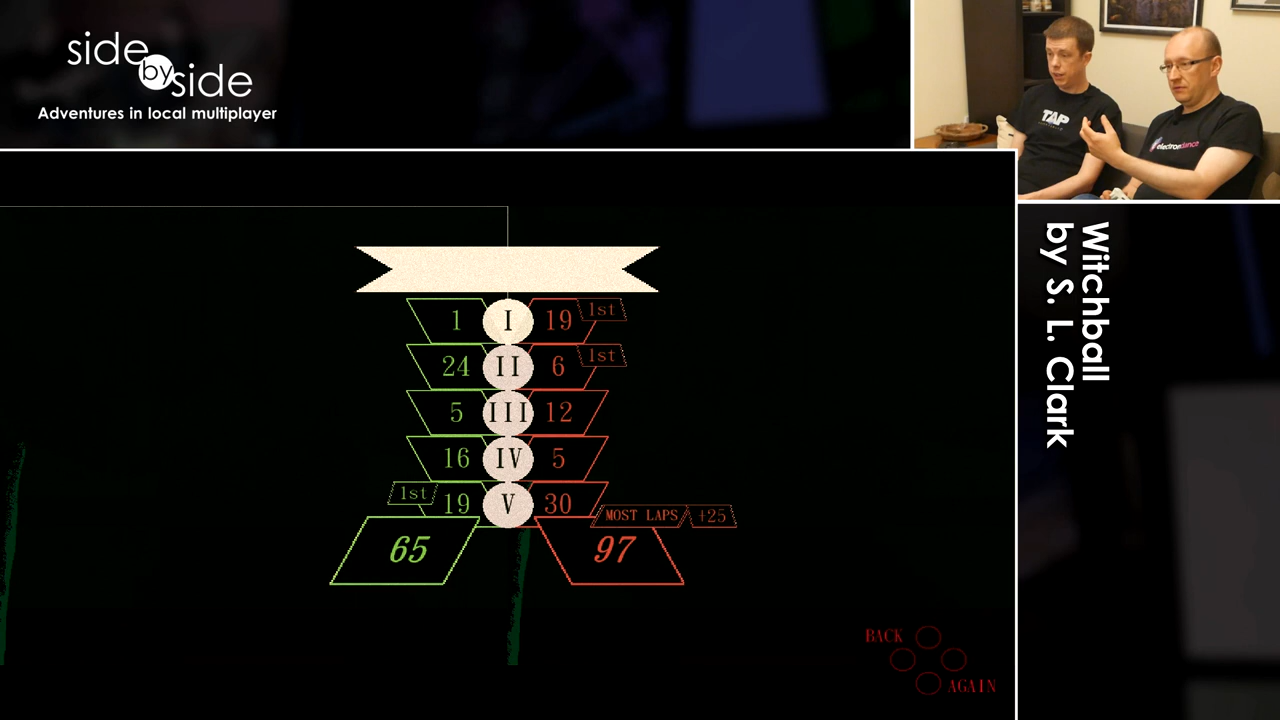 side
by
side
Adventures in local multiplayer
TAP
electron dance
Witchball
by S. L. Clark
1 I 19 1st
24 II 6 1st
5 III 12
16 IV 5
1st 19 V 30
MOST LAPS +25
65 97
BACK
AGAIN